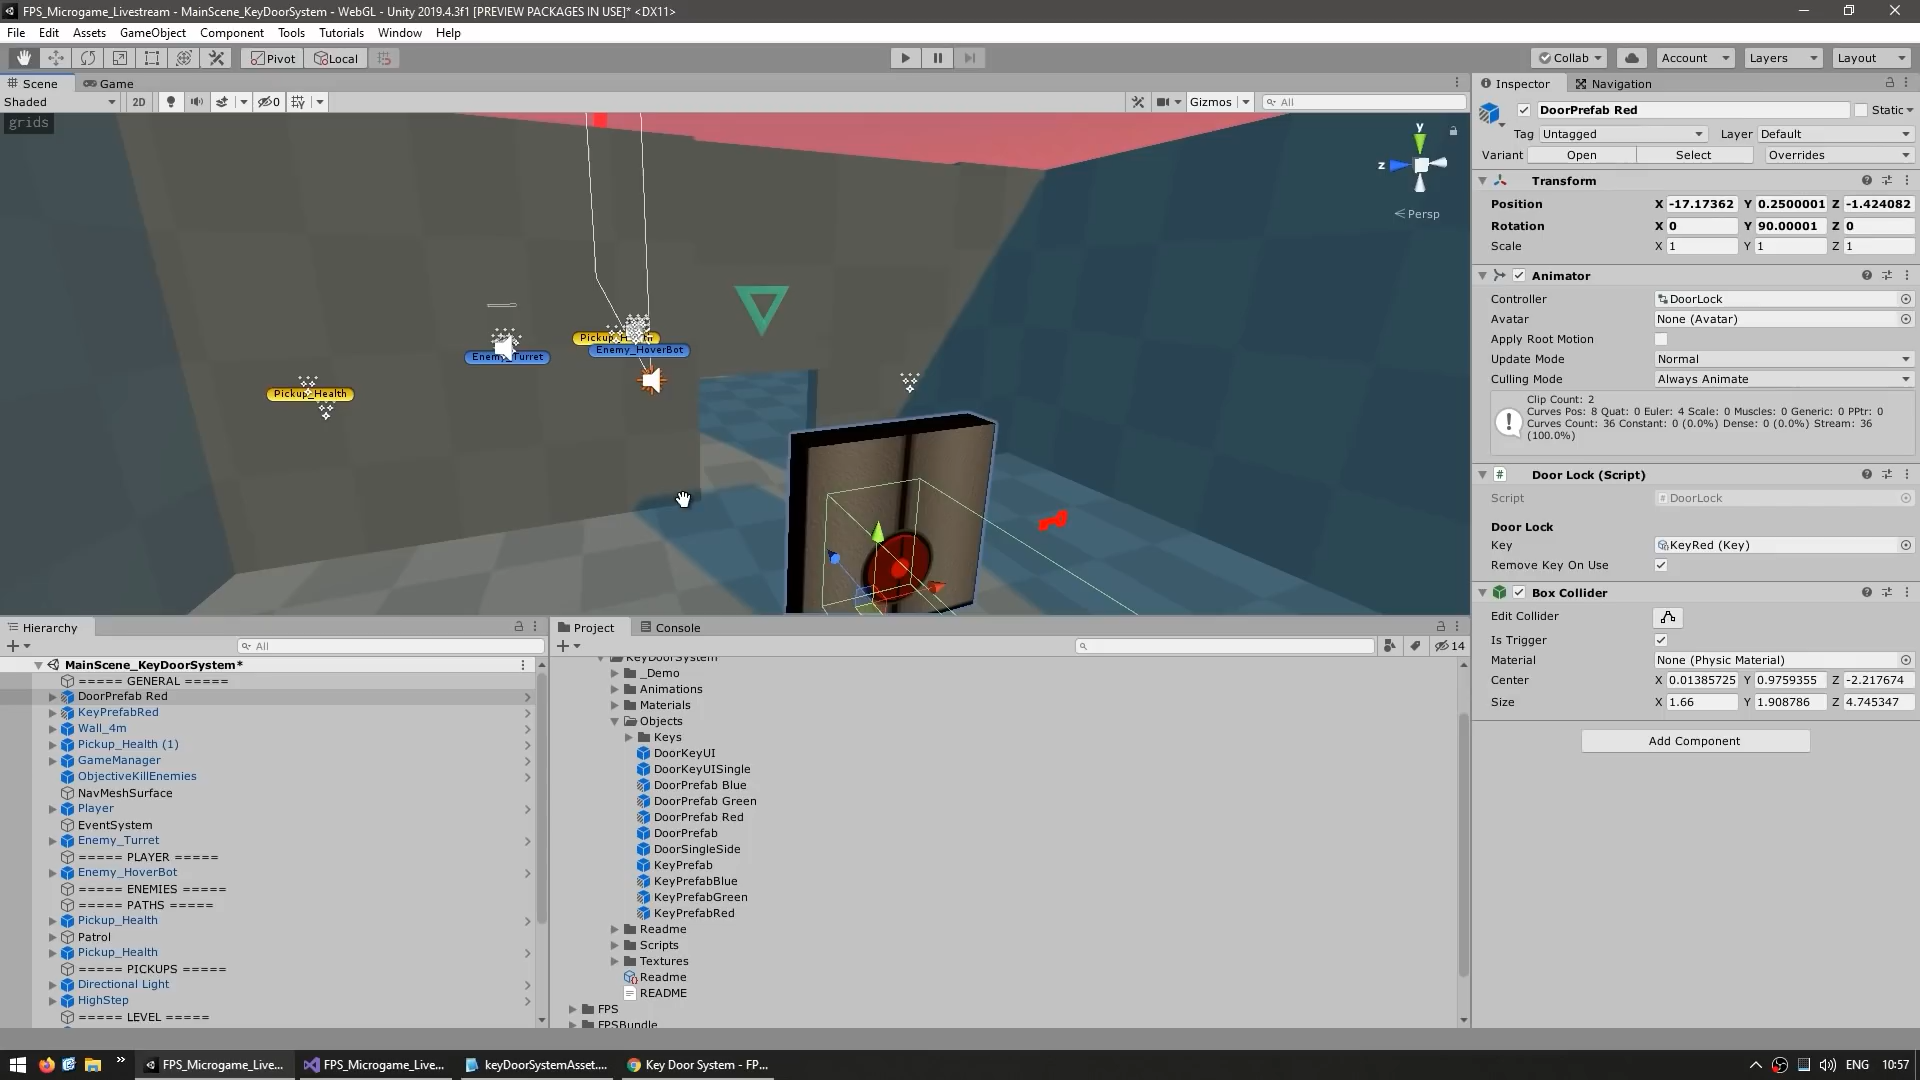 FPS_Microgame_Livestream - MainScene_KeyDoorSystem - WebGL - Unity 2019.4.3f1 [PREVIEW PACKAGES IN USE]* <DX11>
File Edit Assets GameObject Component Tools Tutorials Window Help
Pivot Local Collab Account Layers Layout
Scene Game
Shaded 2D 0 Gizmos All
grids
y
z
Persp
Pickup_Health
Enemy_HoverBot
Pickup_Health
Inspector Navigation
DoorPrefab Red Static
Tag Untagged Layer Default
Variant Open Select Overrides
Transform
Position X -17.17362 Y 0.2500001 Z -1.424082
Rotation X 0 Y 90.00001 Z 0
Scale X 1 Y 1 Z 1
Animator
Controller DoorLock
Avatar None (Avatar)
Apply Root Motion
Update Mode Normal
Culling Mode Always Animate
Clip Count: 2
Curves Pos: 8 Quat: 0 Euler: 4 Scale: 0 Muscles: 0 Generic: 0 PPtr: 0
Curves Count: 36 Constant: 0 (0.0%) Dense: 0 (0.0%) Stream: 36
(100.0%)
Door Lock (Script)
Script DoorLock
Door Lock
Key KeyRed (Key)
Remove Key On Use
Box Collider
Edit Collider
Is Trigger
Material None (Physic Material)
Center X 0.01385725 Y 0.9759355 Z -2.217674
Size X 1.66 Y 1.908786 Z 4.745347
Add Component
Hierarchy
All
MainScene_KeyDoorSystem*
===== GENERAL =====
DoorPrefab Red
KeyPrefabRed
Wall_4m
Pickup_Health (1)
GameManager
ObjectiveKillEnemies
NavMeshSurface
Player
EventSystem
Enemy_Turret
===== PLAYER =====
Enemy_HoverBot
===== ENEMIES =====
===== PATHS =====
Pickup_Health
Patrol
Pickup_Health
===== PICKUPS =====
Directional Light
HighStep
===== LEVEL =====
Project Console
14
KeyDoorSystem
_Demo
Animations
Materials
Objects
Keys
DoorKeyUI
DoorKeyUISingle
DoorPrefab Blue
DoorPrefab Green
DoorPrefab Red
DoorPrefab
DoorSingleSide
KeyPrefab
KeyPrefabBlue
KeyPrefabGreen
KeyPrefabRed
Readme
Scripts
Textures
Readme
README
FPS
FPSBundle
FPS_Microgame_Live... FPS_Microgame_Live... keyDoorSystemAsset.... Key Door System - FP... ENG 10:57